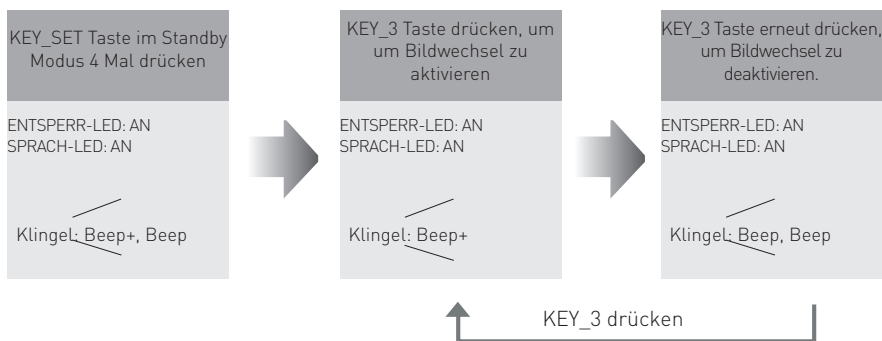 KEY_SET Taste im Standby
Modus 4 Mal drücken
ENTSPERR-LED: AN
SPRACH-LED: AN
Klingel: Beep+, Beep
KEY_3 Taste drücken, um
um Bildwechsel zu
aktivieren
ENTSPERR-LED: AN
SPRACH-LED: AN
Klingel: Beep+
KEY_3 Taste erneut drücken,
um Bildwechsel zu
deaktivieren.
ENTSPERR-LED: AN
SPRACH-LED: AN
Klingel: Beep, Beep
KEY_3 drücken